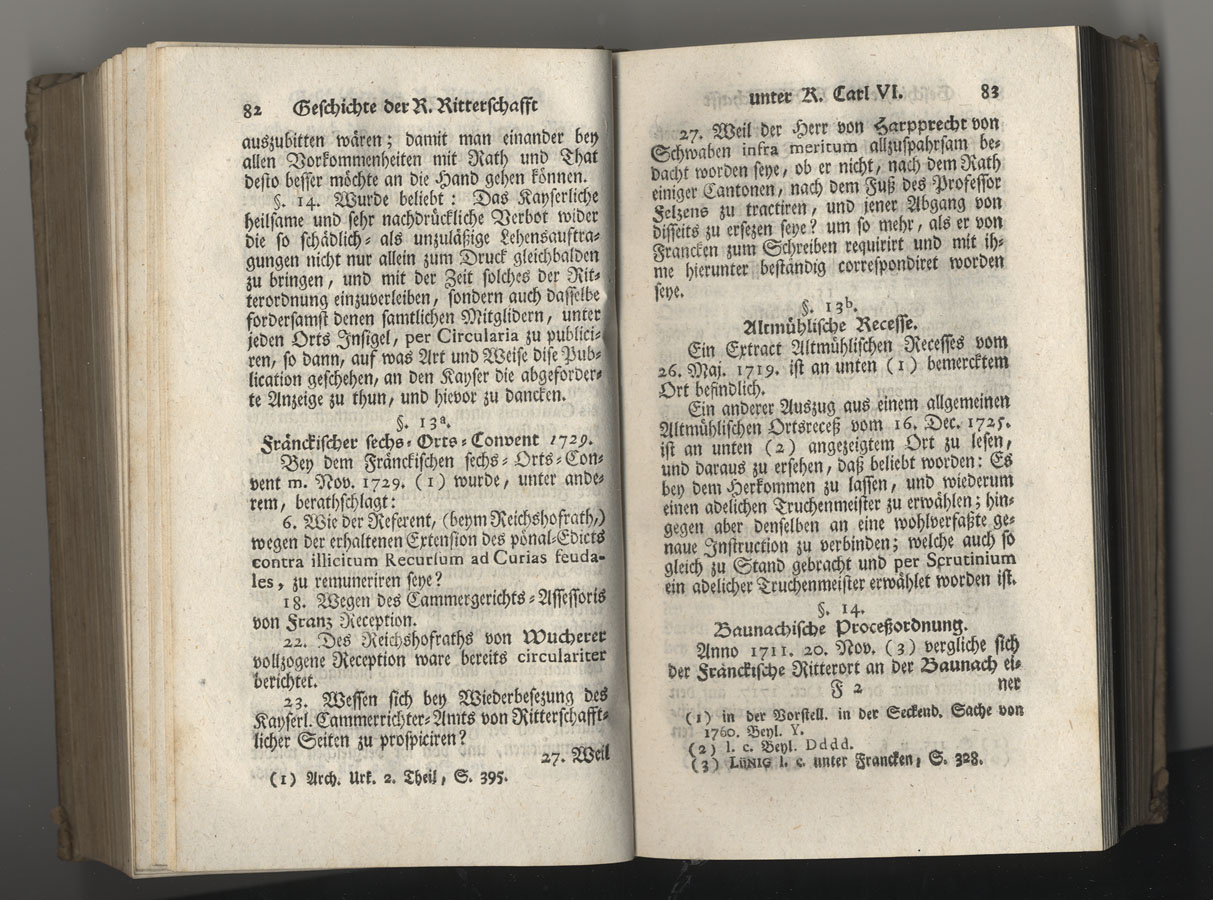 82 Geschichte der R. Ritterschafft
auszubitten wären; damit man einander bey
allen Vorkommenheiten mit Rath und That
desto besser möchte an die Hand gehen können.
§. 14. Wurde beliebt: Das Kayserliche
heilsame und sehr nachdrückliche Verbot wider
die so schädlich- als unzuläßige Lehensauftra-
gungen nicht nur allein zum Druck gleichbalden
zu bringen, und mit der Zeit solches der Rit-
terordnung einzuverleiben, sondern auch dasselbe
fordersamst denen samtlichen Mitglidern, unter
jeden Orts Insigel, per Circularia zu publici-
ren, so dann, auf was Art und Weise dise Pub-
lication geschehen, an den Kayser die abgeforder-
te Anzeige zu thun, und hievor zu dancken.
§. 13a.
Fränckischer sechs-Orts-Convent 1729.
Bey dem Fränckischen sechs-Orts-Con-
vent m. Nov. 1729. (1) wurde, unter ande-
rem, berathschlagt:
6. Wie der Referent, (beym Reichshofrath,)
wegen der erhaltenen Extension des pönal-Edicts
contra illicitum Recursum ad Curias feuda-
les, zu remuneriren seye?
18. Wegen des Cammergerichts-Assessoris
von Franz Reception.
22. Des Reichshofraths von Wucherer
vollzogene Reception ware bereits circulariter
berichtet.
23. Wessen sich bey Wiederbesezung des
Kayserl. Cammerrichter-Amts von Ritterschafft-
licher Seiten zu prospiciren?
27. Weil
(1) Arch. Urk. 2. Theil, S. 395.
unter K. Carl VI. 83
27. Weil der Herr von Harpprecht von
Schwaben infra meritum allzuspahrsam be-
dacht worden seye, ob er nicht, nach dem Rath
einiger Cantonen, nach dem Fuß des Professor
Felzens zu tractiren, und jener Abgang von
disseits zu ersezen seye? um so mehr, als er von
Francken zum Schreiben requirirt und mit ih-
me hierunter beständig correspondiret worden
seye.
§. 13b.
Altmühlische Recesse.
Ein Extract Altmühlischen Recesses vom
26. Maj. 1719. ist an unten (1) bemercktem
Ort befindlich.
Ein anderer Auszug aus einem allgemeinen
Altmühlischen Ortsreceß vom 16. Dec. 1725.
ist an unten (2) angezeigtem Ort zu lesen,
und daraus zu ersehen, daß beliebt worden: Es
bey dem Herkommen zu lassen, und wiederum
einen adelichen Truchenmeister zu erwählen; hin-
gegen aber denselben an eine wohlverfaßte ge-
naue Instruction zu verbinden; welche auch so
gleich zu Stand gebracht und per Scrutinium
ein adelicher Truchenmeister erwählet worden ist.
§. 14.
Baunachische Proceßordnung.
Anno 1711. 20. Nov. (3) vergliche sich
der Fränckische Ritterort an der Baunach ei-
F 2 ner
(1) in der Vorstell. in der Seckend. Sache von
1760. Beyl. Y.
(2) l. c. Beyl. Dddd.
(3) LüNIG l. c. unter Francken, S. 328.